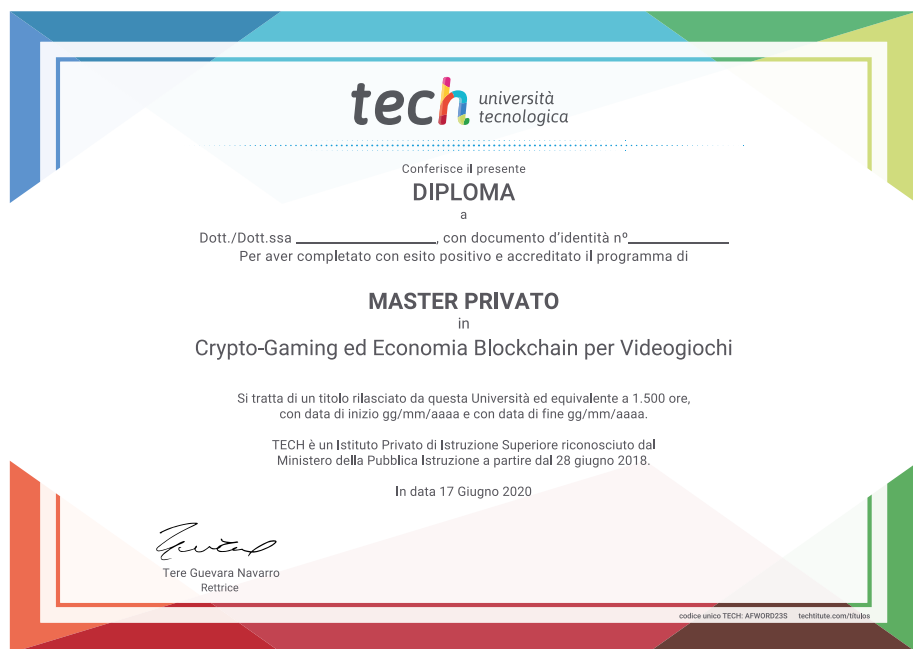 tech università
tecnologica
Conferisce il presente
DIPLOMA
a
Dott./Dott.ssa ________________, con documento d'identità nº____________
Per aver completato con esito positivo e accreditato il programma di
MASTER PRIVATO
in
Crypto-Gaming ed Economia Blockchain per Videogiochi
Si tratta di un titolo rilasciato da questa Università ed equivalente a 1.500 ore,
con data di inizio gg/mm/aaaa e con data di fine gg/mm/aaaa.
TECH è un Istituto Privato di Istruzione Superiore riconosciuto dal
Ministero della Pubblica Istruzione a partire dal 28 giugno 2018.
In data 17 Giugno 2020
Tere Guevara Navarro
Rettrice
codice unico TECH: AFWORD23S techtitute.com/titulos